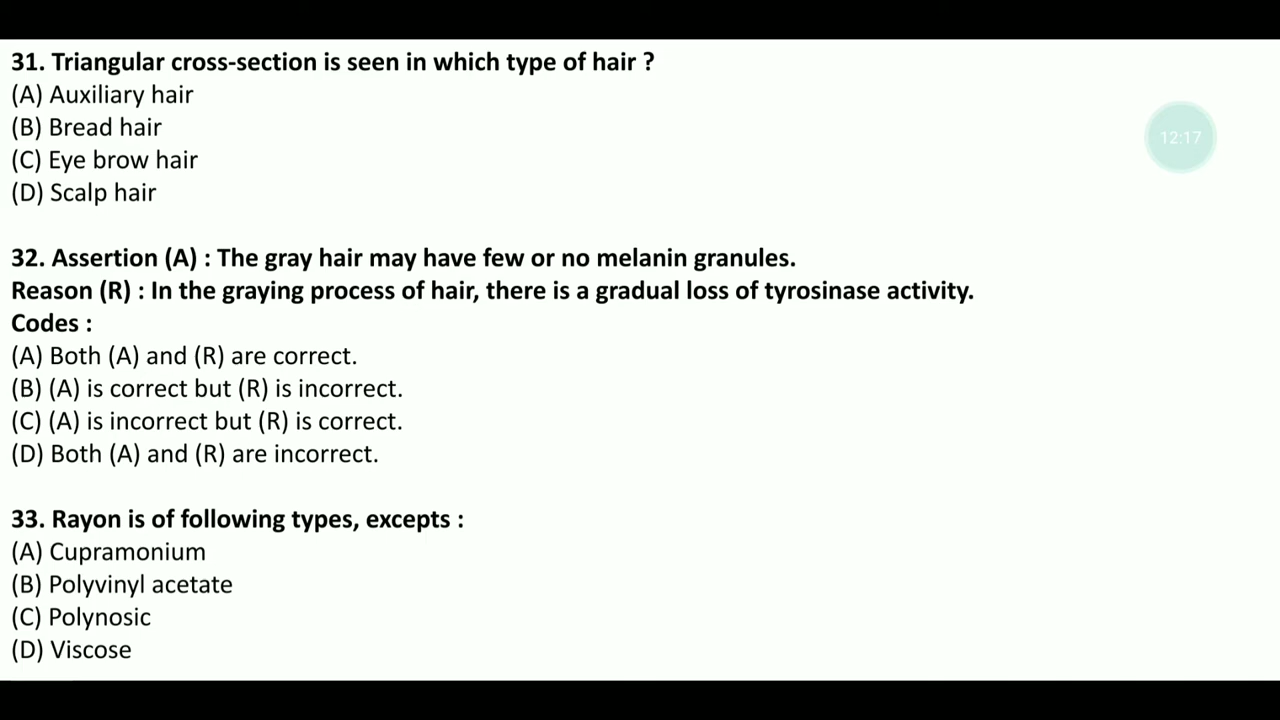 31. Triangular cross-section is seen in which type of hair ?
(A) Auxiliary hair
(B) Bread hair
12:17
(C) Eye brow hair
(D) Scalp hair
32. Assertion (A) : The gray hair may have few or no melanin granules.
Reason (R) : In the graying process of hair, there is a gradual loss of tyrosinase activity.
Codes :
(A) Both (A) and (R) are correct.
(B) (A) is correct but (R) is incorrect.
(C) (A) is incorrect but (R) is correct.
(D) Both (A) and (R) are incorrect.
33. Rayon is of following types, excepts :
(A) Cupramonium
(B) Polyvinyl acetate
(C) Polynosic
(D) Viscose